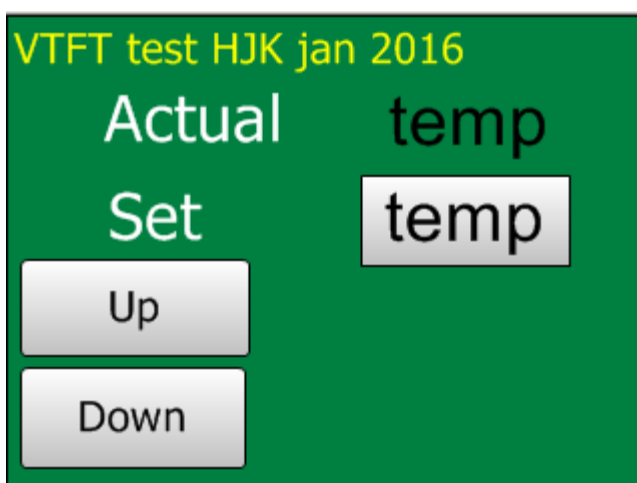 VTFT test HJK jan 2016
Actual temp
Set temp
Up
Down